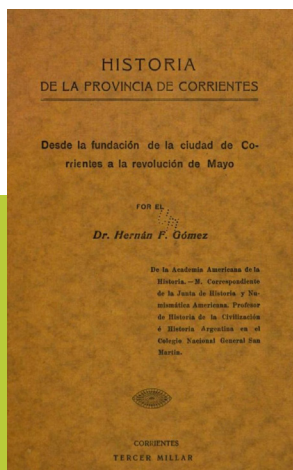 HISTORIA
DE LA PROVINCIA DE CORRIENTES
Desde la fundación de la ciudad de Co-
rrientes a la revolución de Mayo
POR EL
Dr. Hernán F. Gómez
De la Academia Americana de la
Historia. — M. Correspondiente
de la Junta de Historia y Nu-
mismática Americana. Profesor
de Historia de la Civilización
é Historia Argentina en el
Colegio Nacional General San
Martín.
CORRIENTES
TERCER MILLAR